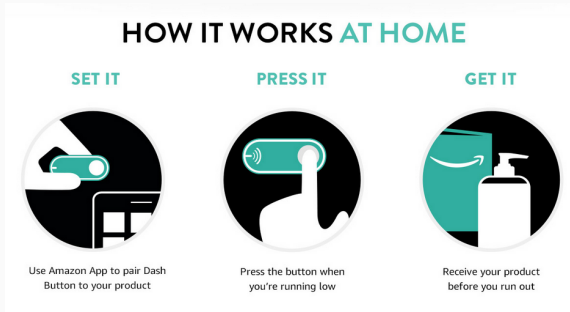 HOW IT WORKS AT HOME
SET IT
PRESS IT
GET IT
Use Amazon App to pair Dash
Button to your product
Press the button when
you're running low
Receive your product
before you run out